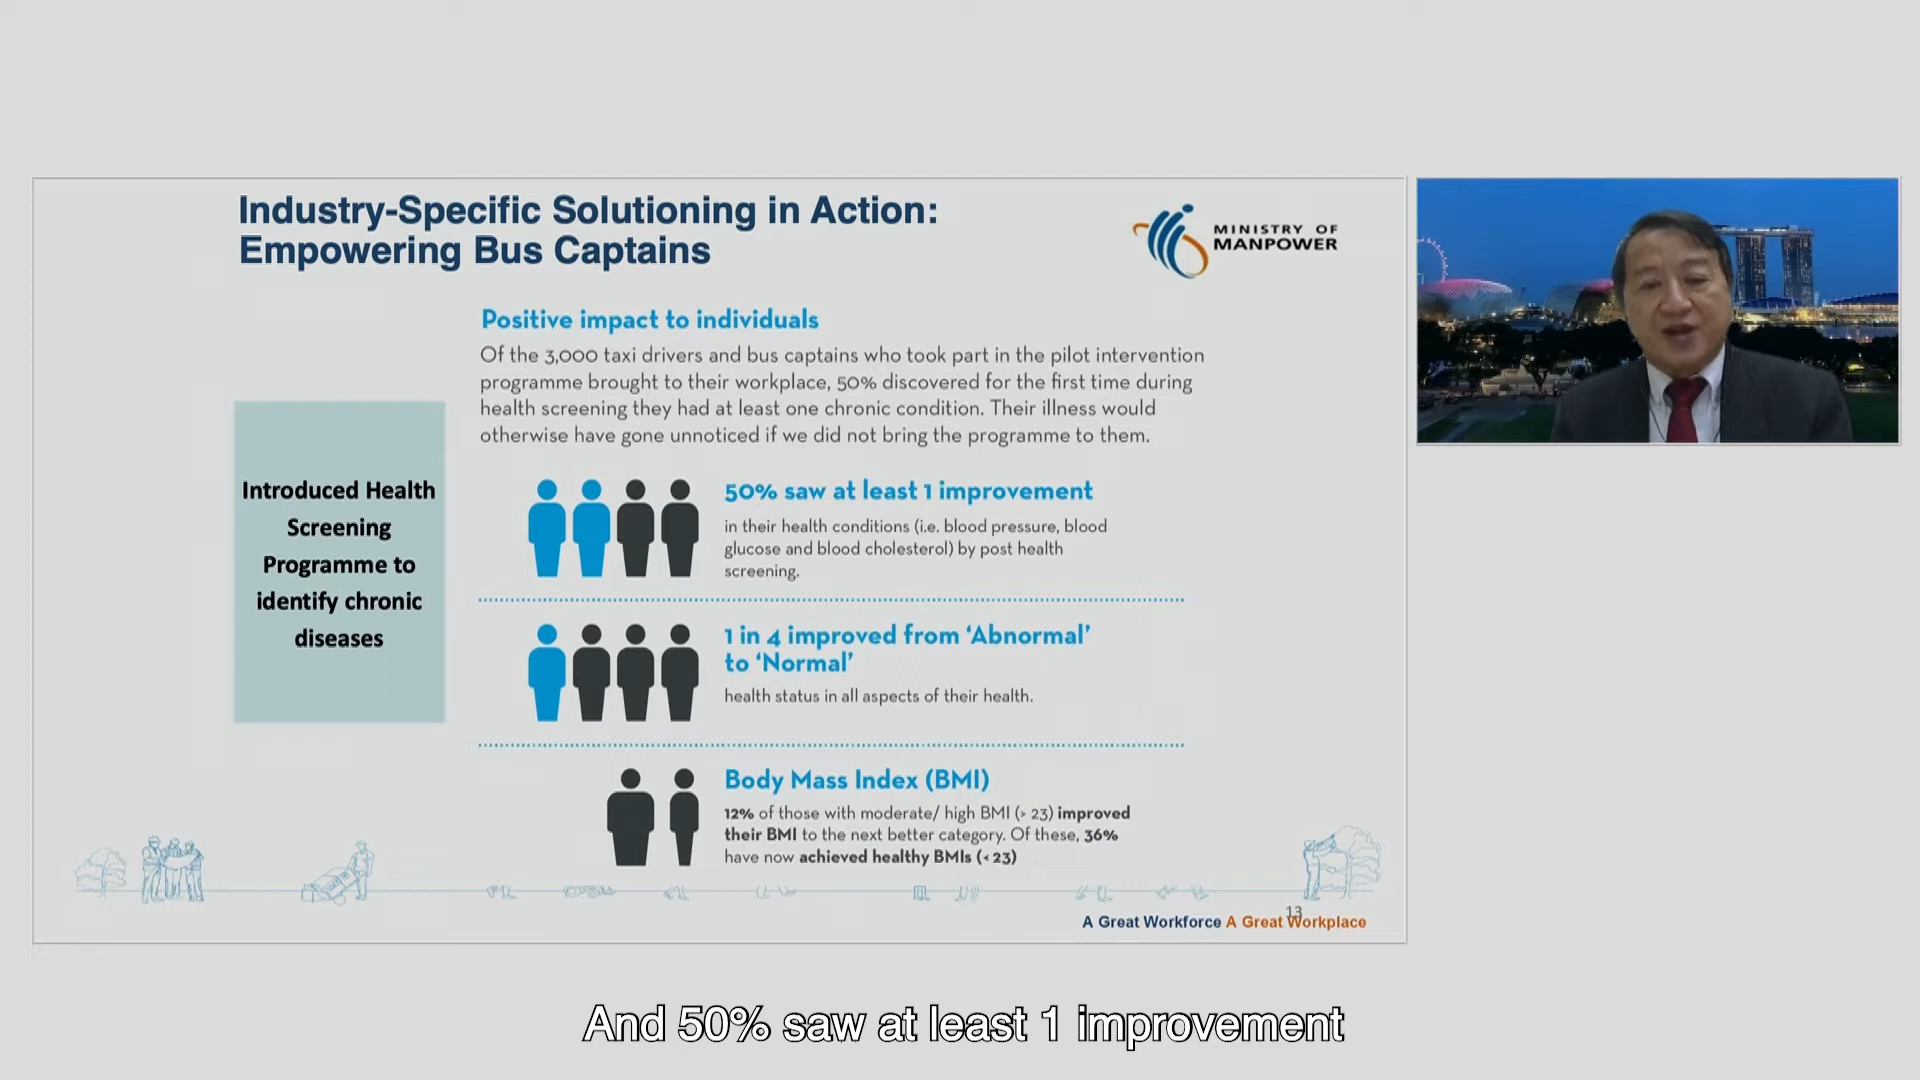 Industry-Specific Solutioning in Action:
Empowering Bus Captains
MINISTRY OF
MANPOWER
Positive impact to individuals
Of the 3,000 taxi drivers and bus captains who took part in the pilot intervention
programme brought to their workplace, 50% discovered for the first time during
health screening they had at least one chronic condition. Their illness would
otherwise have gone unnoticed if we did not bring the programme to them.
Introduced Health
Screening
Programme to
identify chronic
diseases
50% saw at least 1 improvement
in their health conditions (i.e. blood pressure, blood
glucose and blood cholesterol) by post health
screening.
1 in 4 improved from ‘Abnormal’
to ‘Normal’
health status in all aspects of their health.
Body Mass Index (BMI)
12% of those with moderate/ high BMI (> 23) improved
their BMI to the next better category. Of these, 36%
have now achieved healthy BMIs (<23)
13
A Great Workforce A Great Workplace
And 50% saw at least 1 improvement